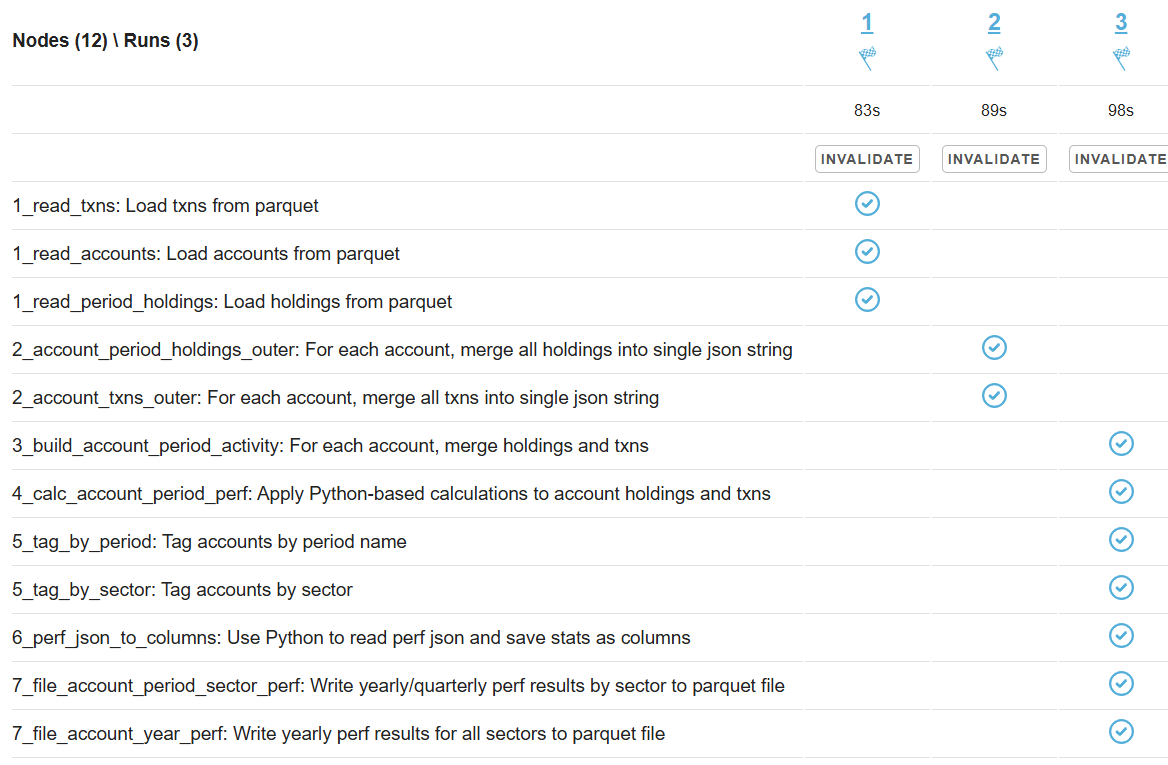 Nodes (12) \ Runs (3) 1 2 3
83s 89s 98s
INVALIDATE INVALIDATE INVALIDATE
1_read_txns: Load txns from parquet
1_read_accounts: Load accounts from parquet
1_read_period_holdings: Load holdings from parquet
2_account_period_holdings_outer: For each account, merge all holdings into single json string
2_account_txns_outer: For each account, merge all txns into single json string
3_build_account_period_activity: For each account, merge holdings and txns
4_calc_account_period_perf: Apply Python-based calculations to account holdings and txns
5_tag_by_period: Tag accounts by period name
5_tag_by_sector: Tag accounts by sector
6_perf_json_to_columns: Use Python to read perf json and save stats as columns
7_file_account_period_sector_perf: Write yearly/quarterly perf results by sector to parquet file
7_file_account_year_perf: Write yearly perf results for all sectors to parquet file